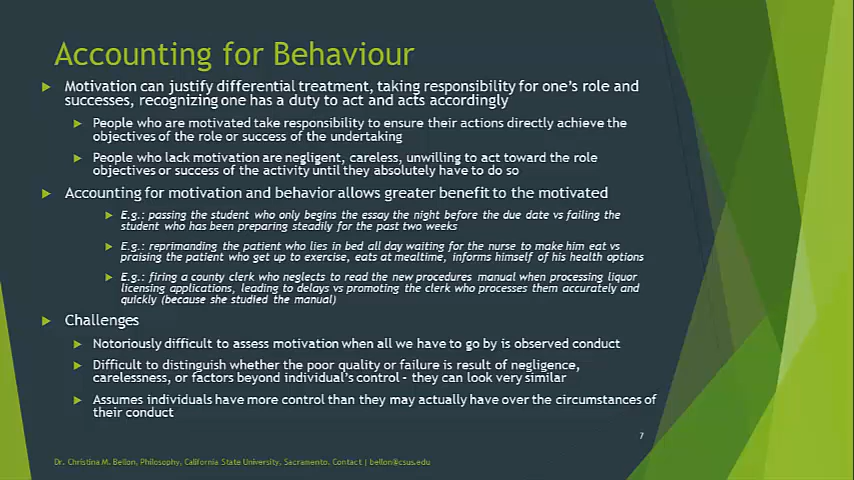 Accounting for Behaviour
Motivation can justify differential treatment, taking responsibility for one's role and
successes, recognizing one has a duty to act and acts accordingly
People who are motivated take responsibility to ensure their actions directly achieve the
objectives of the role or success of the undertaking
People who lack motivation are negligent, careless, unwilling to act toward the role
objectives or success of the activity until they absolutely have to do so
Accounting for motivation and behavior allows greater benefit to the motivated
E.g.: passing the student who only begins the essay the night before the due date vs failing the
student who has been preparing steadily for the past two weeks
E.g.: reprimanding the patient who lies in bed all day waiting for the nurse to make him eat vs
praising the patient who get up to exercise, eats at mealtime, informs himself of his health options
E.g.: firing a county clerk who neglects to read the new procedures manual when processing liquor
licensing applications, leading to delays vs promoting the clerk who processes them accurately and
quickly (because she studied the manual)
Challenges
Notoriously difficult to assess motivation when all we have to go by is observed conduct
Difficult to distinguish whether the poor quality or failure is result of negligence,
carelessness, or factors beyond individual's control – they can look very similar
Assumes individuals have more control than they may actually have over the circumstances of
their conduct
7
Dr. Christina M. Bellon, Philosophy, California State University, Sacramento. Contact | bellon@csus.edu